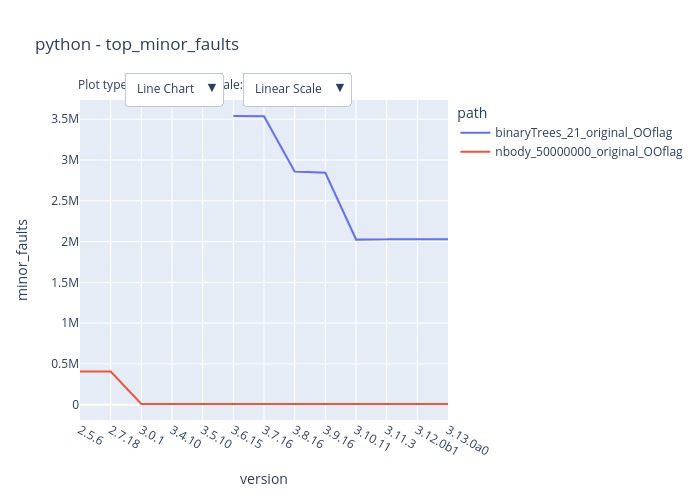 python - top_minor_faults
Plot type
Line Chart ▼
ale:
Linear Scale ▼
path
binaryTrees_21_original_OOflag
nbody_50000000_original_OOflag
3.5M
3M
2.5M
2M
1.5M
1M
0.5M
0
minor_faults
2.5.6
2.7.18
3.0.1
3.4.10
3.5.10
3.6.15
3.7.16
3.8.16
3.9.16
3.10.11
3.11.3
3.12.0b1
3.13.0a0
version